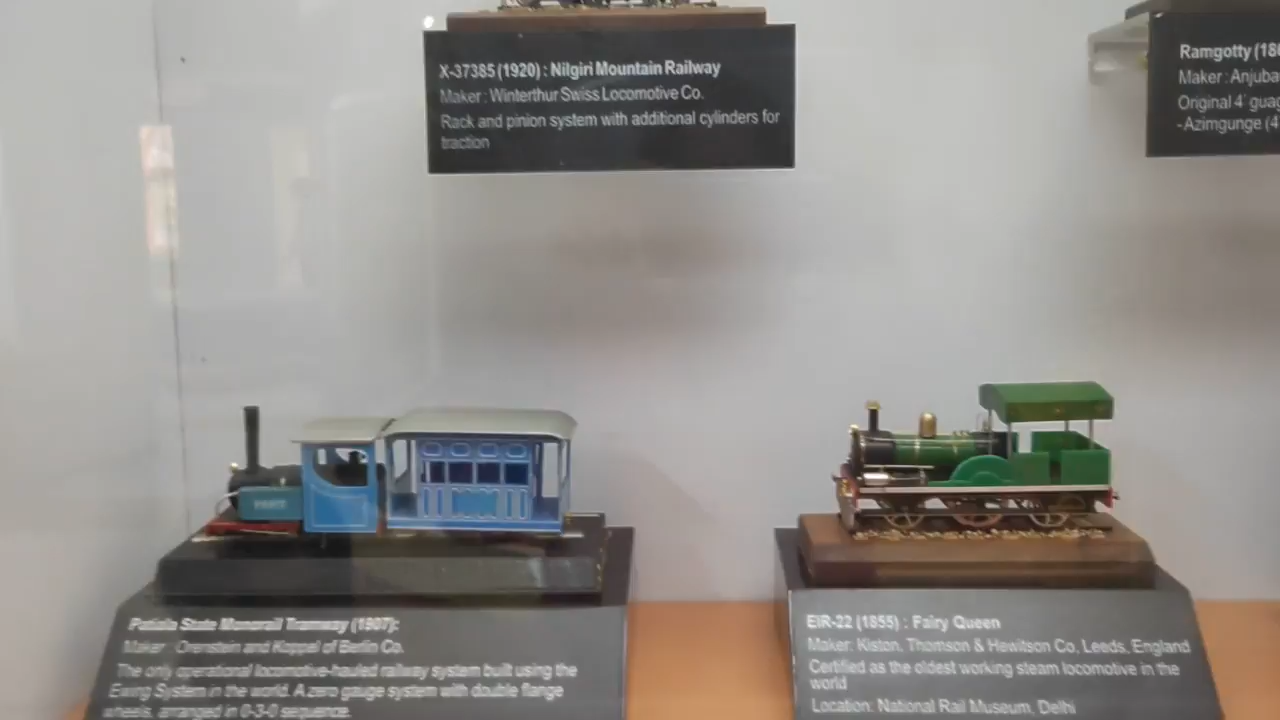 X-37385 (1920) : Nilgiri Mountain Railway
Maker : Winterthur Swiss Locomotive Co.
Rack and pinion system with additional cylinders for
traction
Ramgotty (18
Maker : Anjuba
Original 4' guag
-Azimgunge (4
Patiala State Monorail Tramway (1907):
Maker : Orenstein and Koppel of Berlin Co.
The only operational locomotive-hauled railway system built using the
Ewing System in the world. A zero gauge system with double flange
wheels, arranged in 0-3-0 sequence.
EIR-22 (1855) : Fairy Queen
Maker: Kiston, Thomson & Hewitson Co, Leeds, England
Certified as the oldest working steam locomotive in the
world
Location: National Rail Museum, Delhi